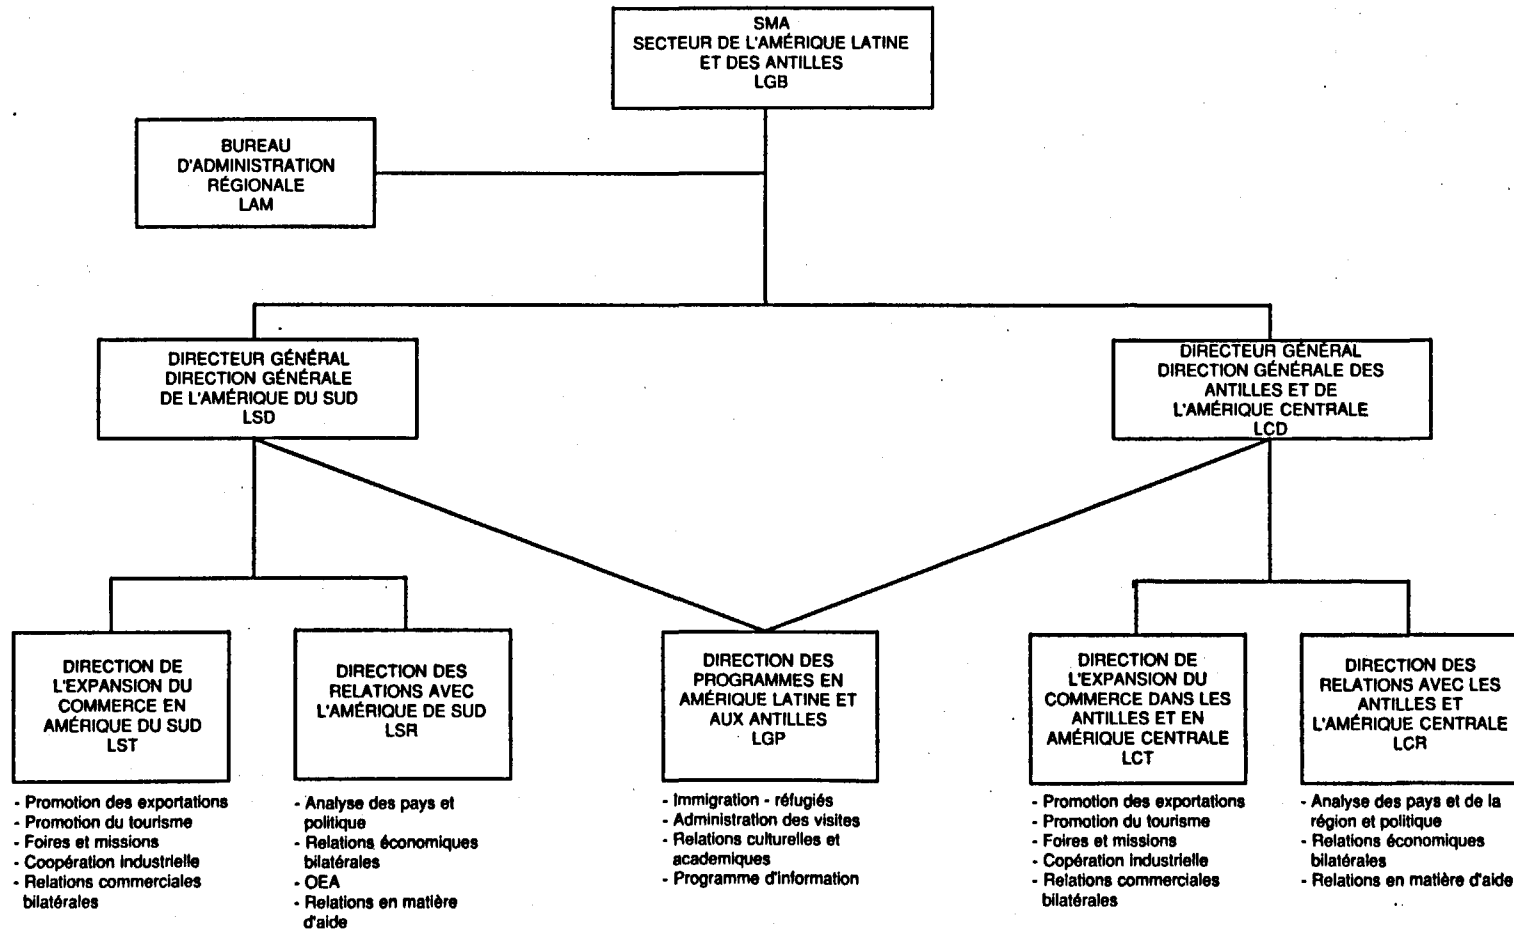 SMA
SECTEUR DE L'AMÉRIQUE LATINE
ET DES ANTILLES
LGB
BUREAU
D'ADMINISTRATION
RÉGIONALE
LAM
DIRECTEUR GÉNÉRAL
DIRECTION GÉNÉRALE
DE L'AMÉRIQUE DU SUD
LSD
DIRECTEUR GÉNÉRAL
DIRECTION GÉNÉRALE DES
ANTILLES ET DE
L'AMÉRIQUE CENTRALE
LCD
DIRECTION DE
L'EXPANSION DU
COMMERCE EN
AMÉRIQUE DU SUD
LST
- Promotion des exportations
- Promotion du tourisme
- Foires et missions
- Coopération industrielle
- Relations commerciales
bilatérales
DIRECTION DES
RELATIONS AVEC
L'AMÉRIQUE DE SUD
LSR
- Analyse des pays et
politique
- Relations économiques
bilatérales
- OEA
- Relations en matière
d'aide
DIRECTION DES
PROGRAMMES EN
AMÉRIQUE LATINE ET
AUX ANTILLES
LGP
- Immigration - réfugiés
- Administration des visites
- Relations culturelles et
academiques
- Programme d'information
DIRECTION DE
L'EXPANSION DU
COMMERCE DANS LES
ANTILLES ET EN
AMÉRIQUE CENTRALE
LCT
- Promotion des exportations
- Promotion du tourisme
- Foires et missions
- Copération industrielle
- Relations commerciales
bilatérales
DIRECTION DES
RELATIONS AVEC LES
ANTILLES ET
L'AMÉRIQUE CENTRALE
LCR
- Analyse des pays et de la
région et politique
- Relations économiques
bilatérales
- Relations en matière d'aide